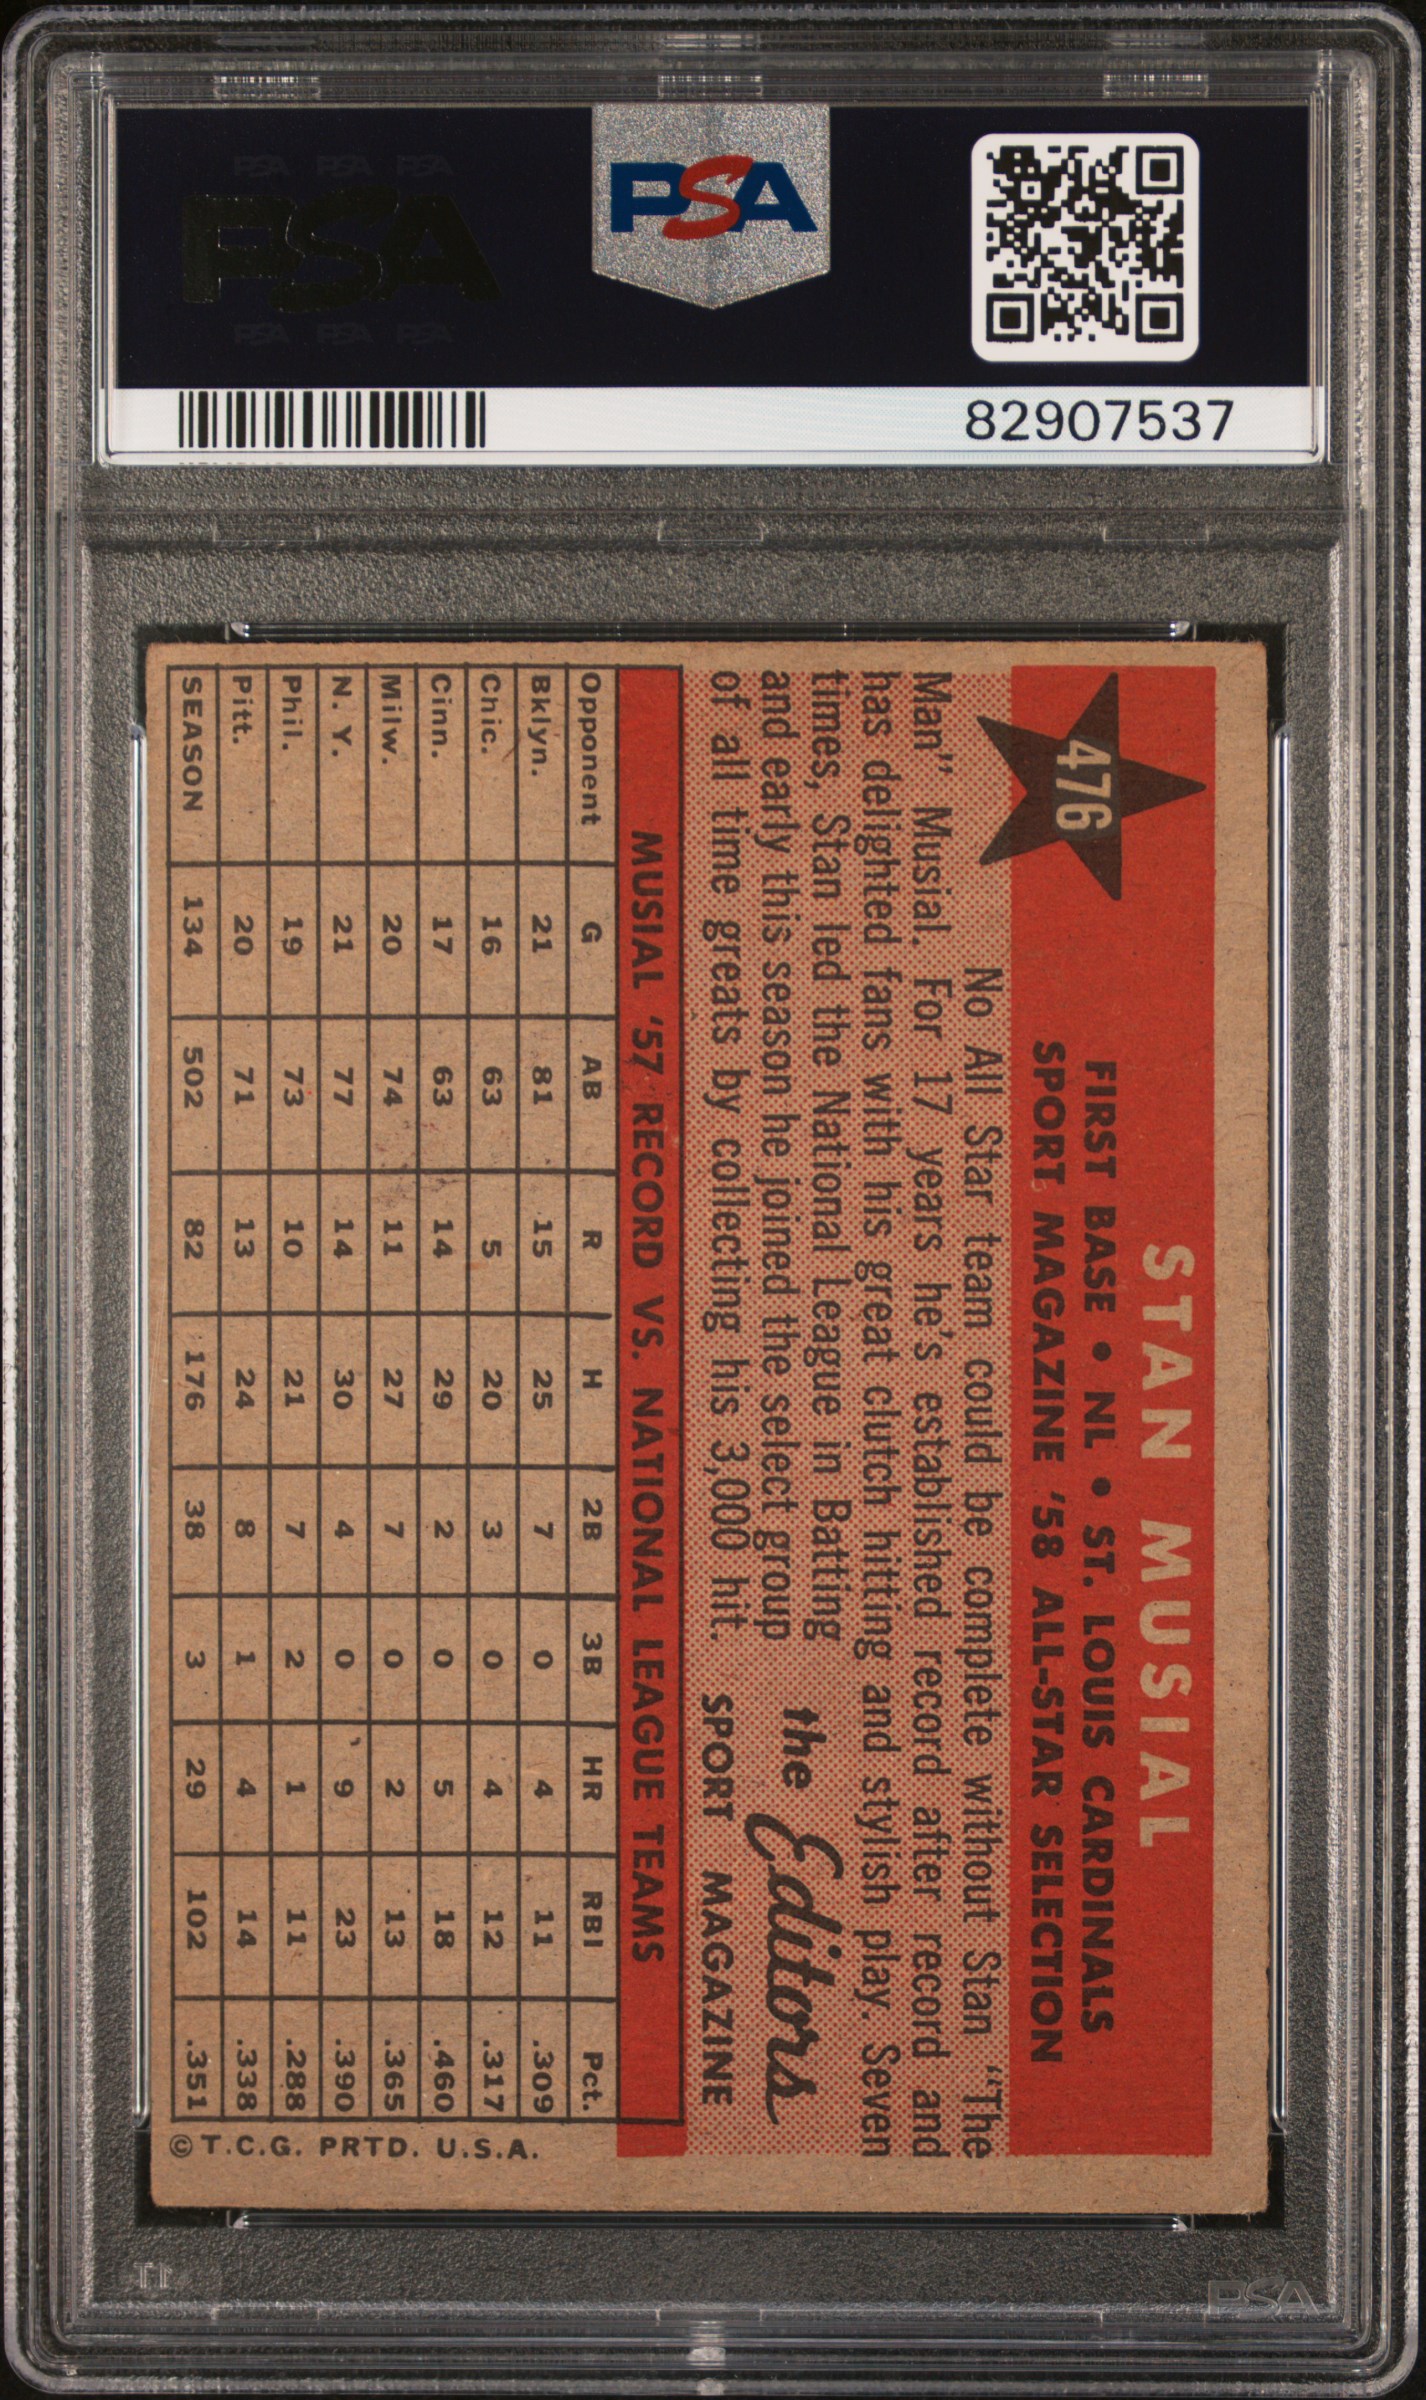 PSA PSA PSA
PSA
PSA PSA PSA
PSA
82907537
476
STAN MUSIAL
FIRST BASE • NL • ST. LOUIS CARDINALS
SPORT MAGAZINE '58 ALL-STAR SELECTION
No All Star team could be complete without Stan "The
Man" Musial. For 17 years he's established record after record and
has delighted fans with his great clutch hitting and stylish play. Seven
times, Stan led the National League in Batting
and early this season he joined the select group
of all time greats by collecting his 3,000 hit.
the Editors
SPORT MAGAZINE
MUSIAL '57 RECORD VS. NATIONAL LEAGUE TEAMS
Opponent G AB R H 2B 3B HR RBI Pct.
Bklyn. 21 81 15 25 7 0 4 11 .309
Chic. 16 63 5 20 3 0 4 12 .317
Cinn. 17 63 14 29 2 0 5 18 .460
Milw. 20 74 11 27 7 0 2 13 .365
N. Y. 21 77 14 30 4 0 9 23 .390
Phil. 19 73 10 21 7 2 1 11 .288
Pitt. 20 71 13 24 8 1 4 14 .338
SEASON 134 502 82 176 38 3 29 102 .351
© T.C.G. PRTD. U.S.A.
PSA